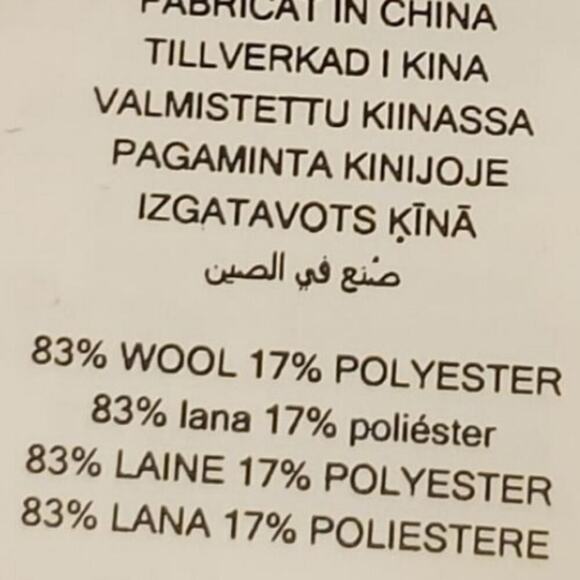 FABRICAT IN CHINA
TILLVERKAD I KINA
VALMISTETTU KIINASSA
PAGAMINTA KINIJOJE
IZGATAVOTS ĶĪNĀ
صُنع في الصين
83% WOOL 17% POLYESTER
83% lana 17% poliéster
83% LAINE 17% POLYESTER
83% LANA 17% POLIESTERE